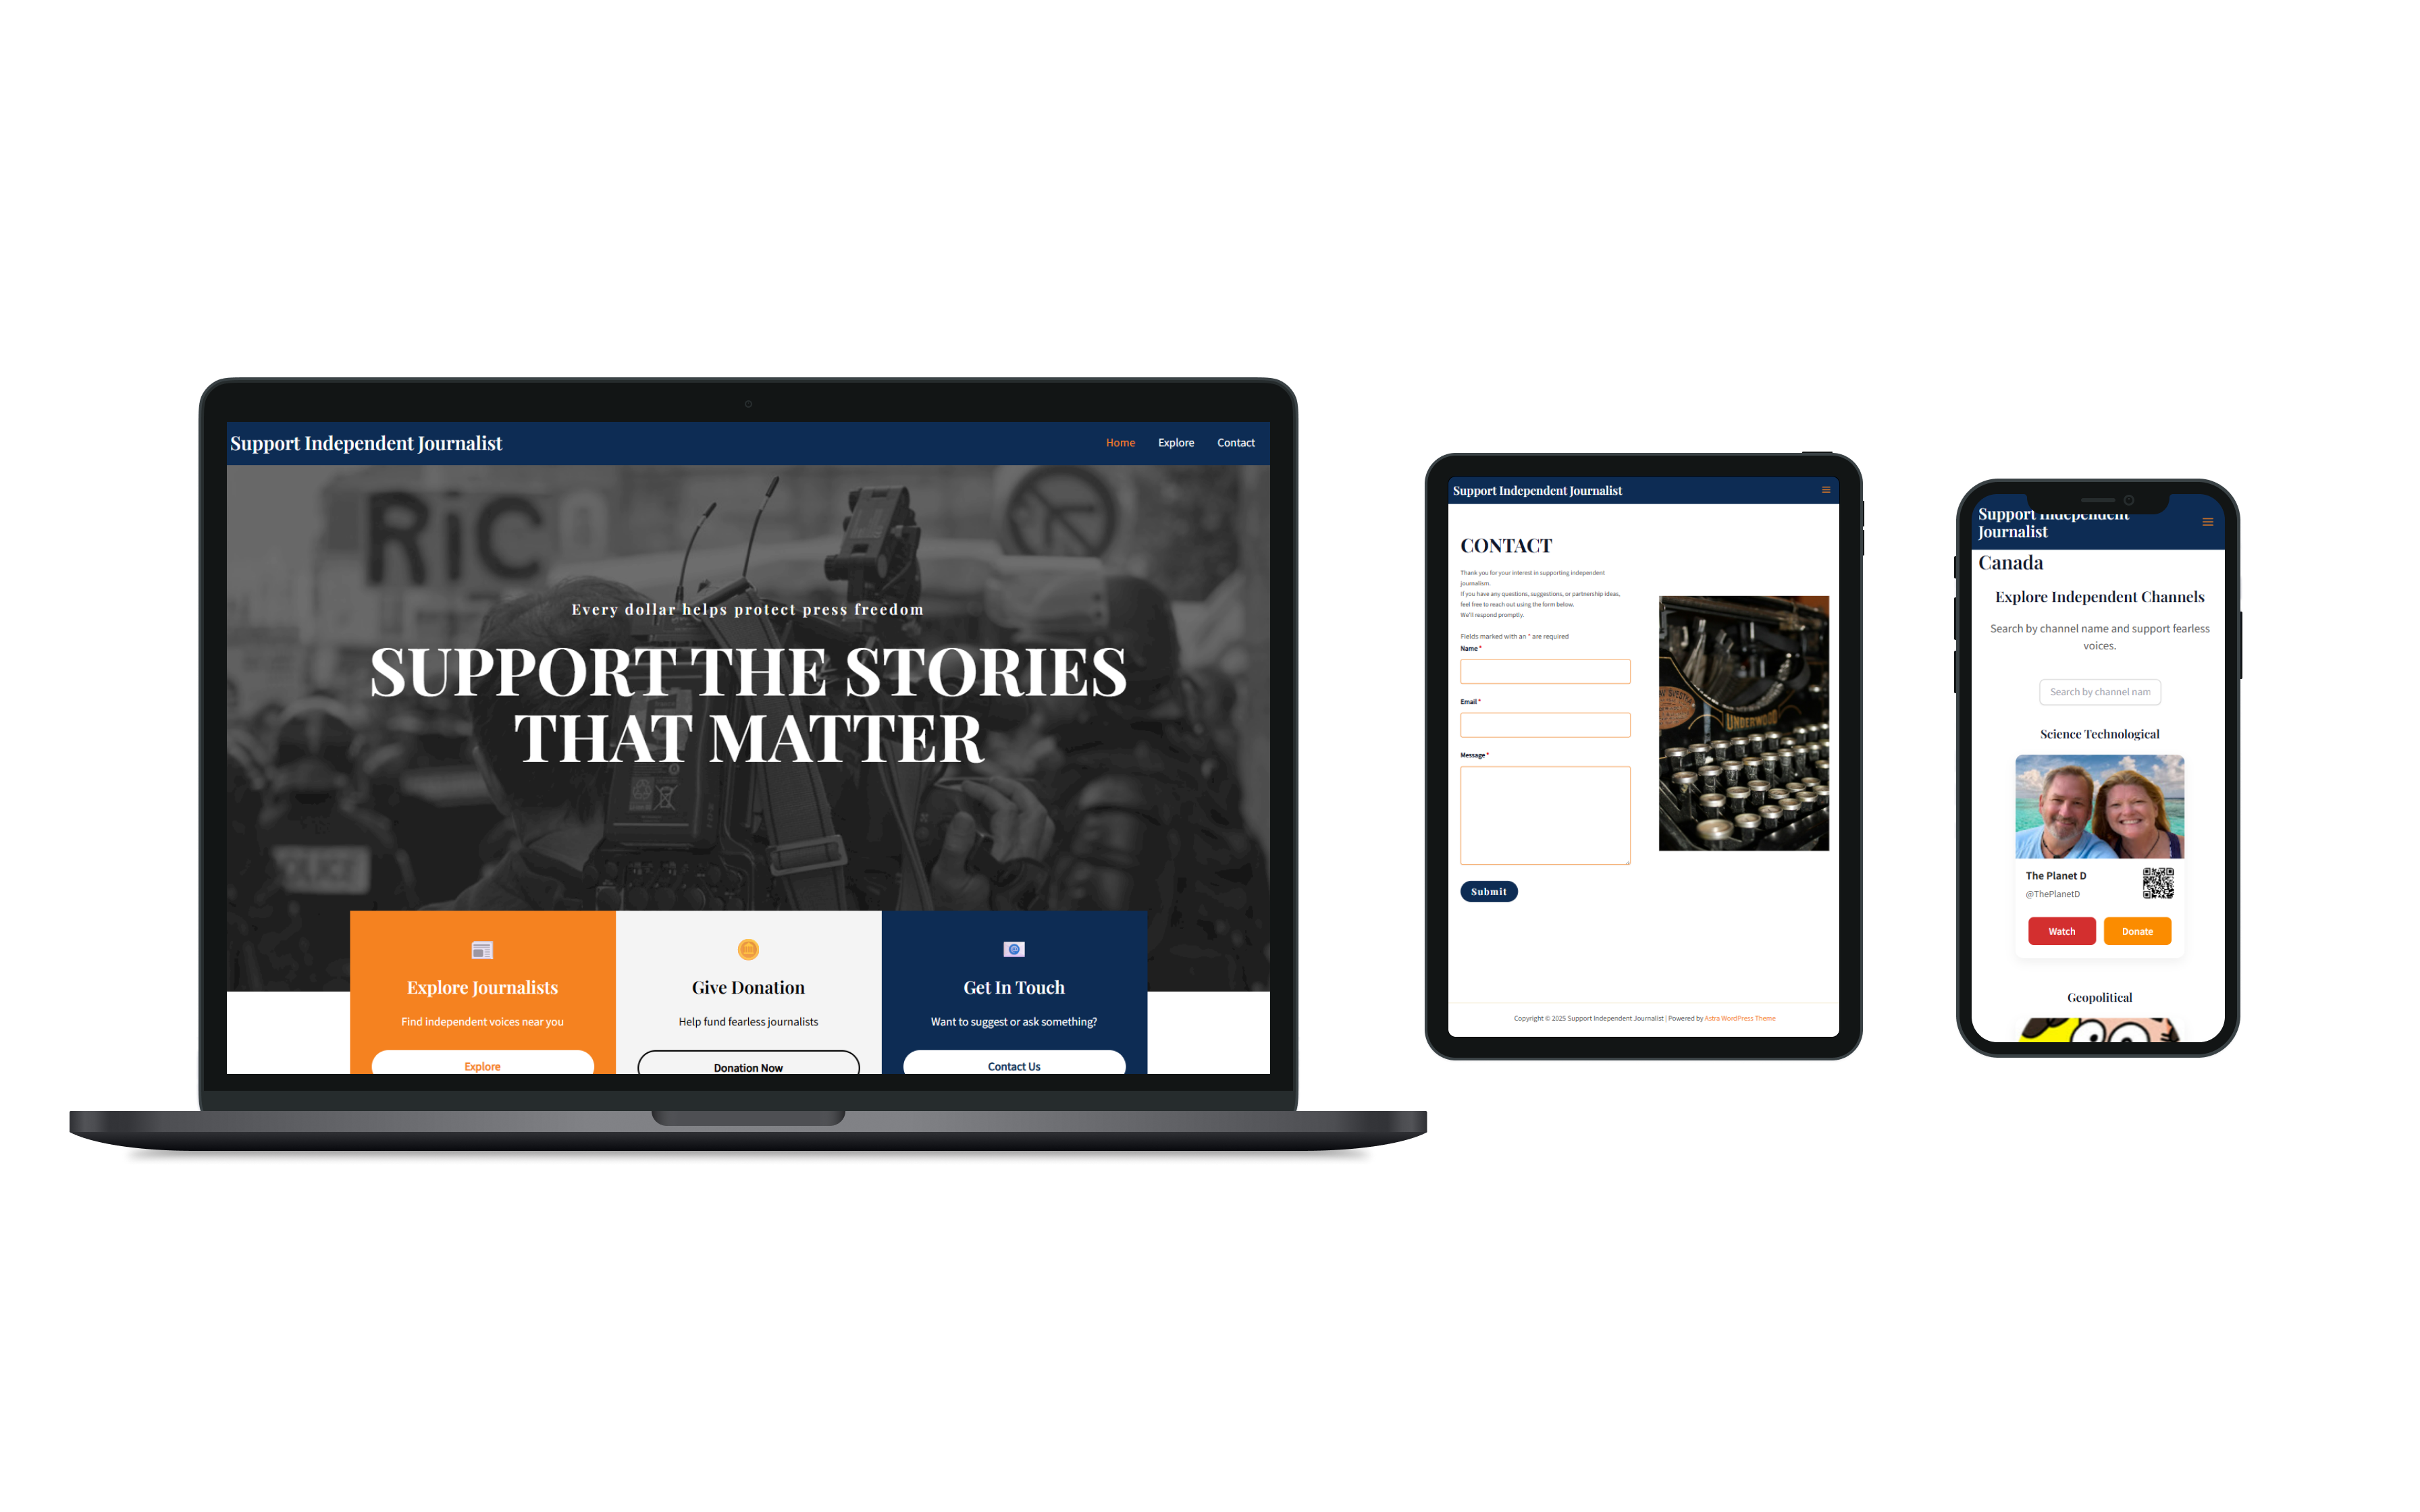 Support Independent Journalist
Home Explore Contact
RiCO
POLICE
Every dollar helps protect press freedom
SUPPORT THE STORIES
THAT MATTER
Explore Journalists
Find independent voices near you
Explore
Give Donation
Help fund fearless journalists
Donation Now
Get In Touch
Want to suggest or ask something?
Contact Us
Support Independent Journalist
CONTACT
Thank you for your interest in supporting independent
journalism.
If you have any questions, suggestions, or partnership ideas,
feel free to reach out using the form below.
We'll respond promptly.
Fields marked with an * are required
Name *
Email *
Message *
Submit
UNDERWOOD
Copyright © 2025 Support Independent Journalist | Powered by Astra WordPress Theme
Support Independent
Journalist
Canada
Explore Independent Channels
Search by channel name and support fearless
voices.
Search by channel nam
Science Technological
The Planet D
@ThePlanetD
Watch Donate
Geopolitical